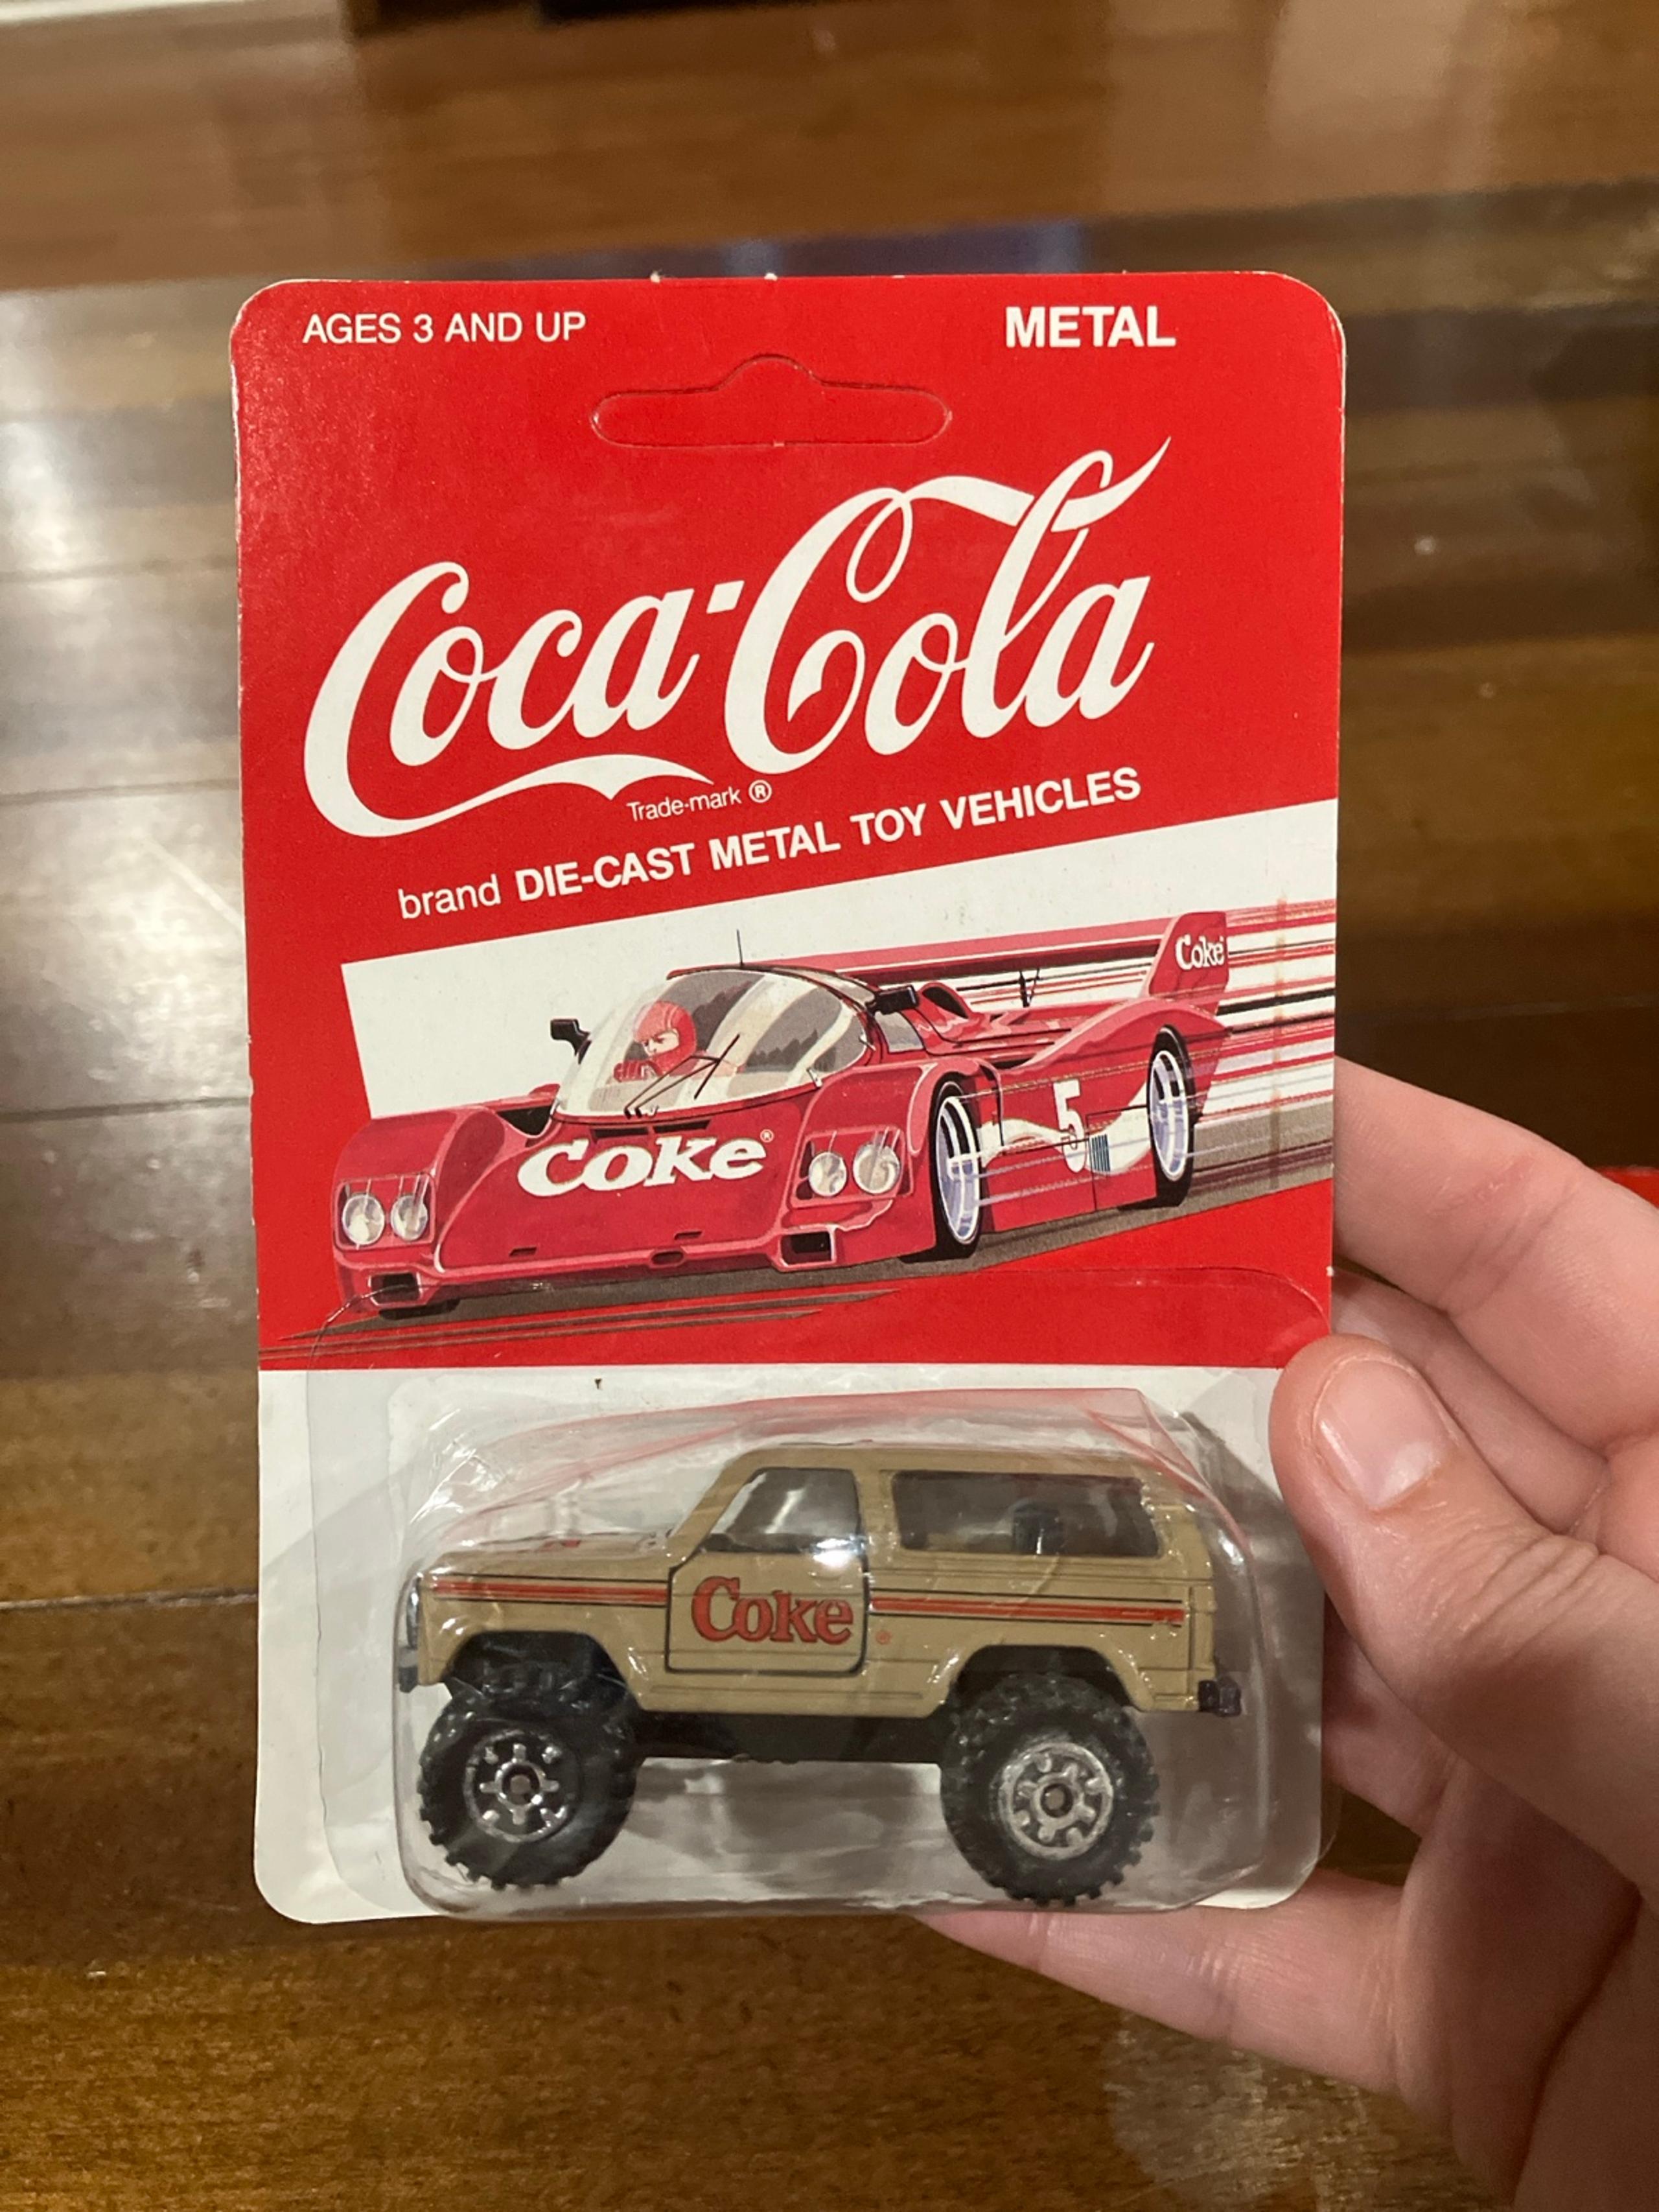 AGES 3 AND UP
METAL
Coca-Cola
Trade-mark ®
brand DIE-CAST METAL TOY VEHICLES
Coke
Coke®
5
Coke ®